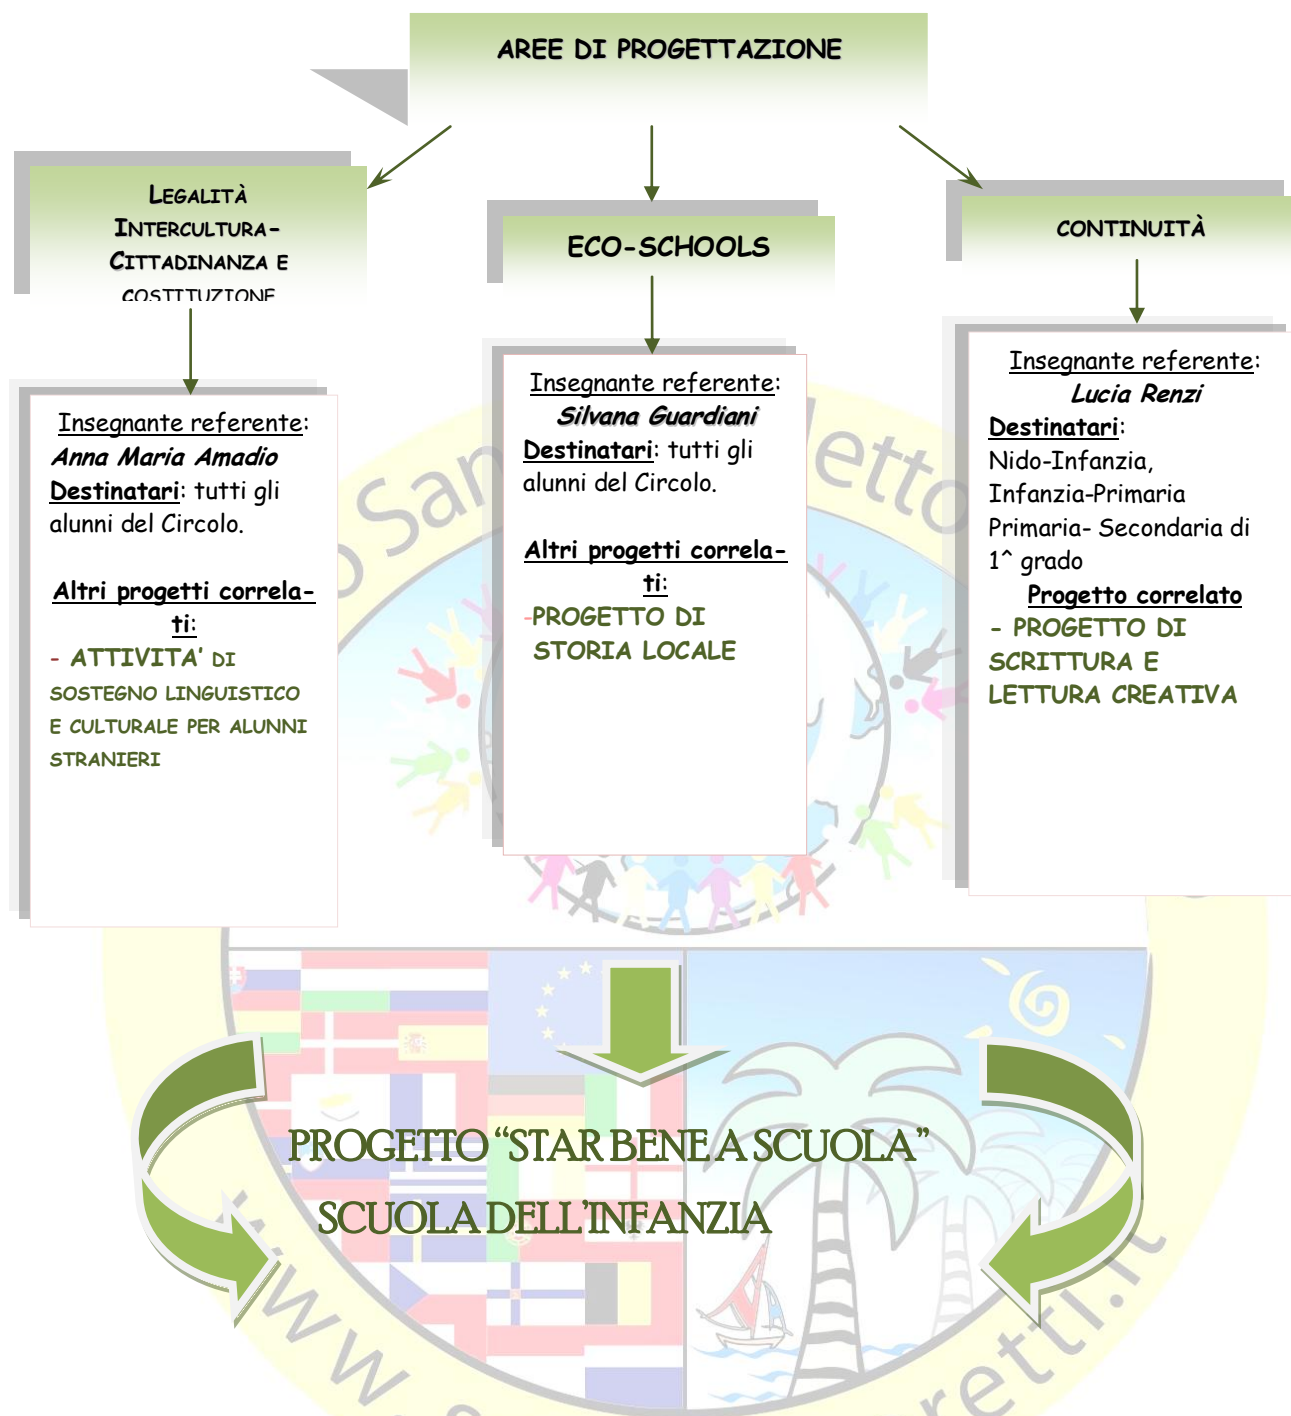 AREE DI PROGETTAZIONE
LEGALITÀ
INTERCULTURA-
CITTADINANZA E
COSTITUZIONE
Insegnante referente:
Anna Maria Amadio
Destinatari: tutti gli
alunni del Circolo.
Altri progetti correla-
ti:
- ATTIVITA’ DI
SOSTEGNO LINGUISTICO
E CULTURALE PER ALUNNI
STRANIERI
ECO-SCHOOLS
Insegnante referente:
Silvana Guardiani
Destinatari: tutti gli
alunni del Circolo.
Altri progetti correla-
ti:
-PROGETTO DI
STORIA LOCALE
CONTINUITÀ
Insegnante referente:
Lucia Renzi
Destinatari:
Nido-Infanzia,
Infanzia-Primaria
Primaria- Secondaria di
1^ grado
Progetto correlato
- PROGETTO DI
SCRITTURA E
LETTURA CREATIVA
PROGETTO “STAR BENE A SCUOLA”
SCUOLA DELL’INFANZIA